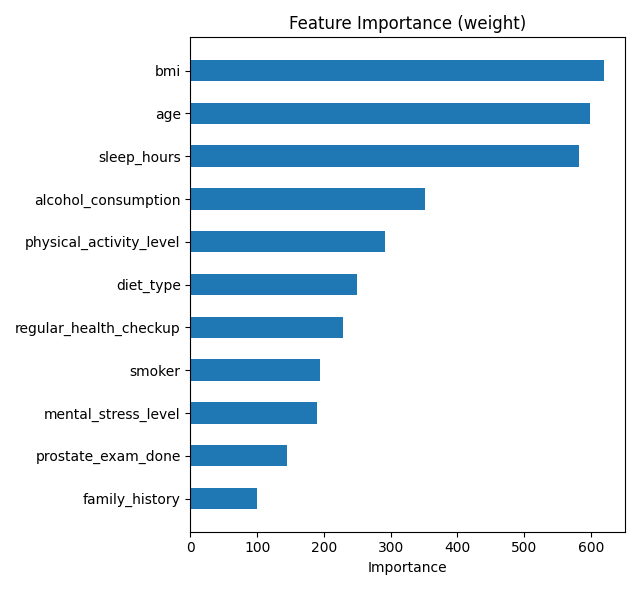 Feature Importance (weight)
bmi
age
sleep_hours
alcohol_consumption
physical_activity_level
diet_type
regular_health_checkup
smoker
mental_stress_level
prostate_exam_done
family_history
0 100 200 300 400 500 600
Importance